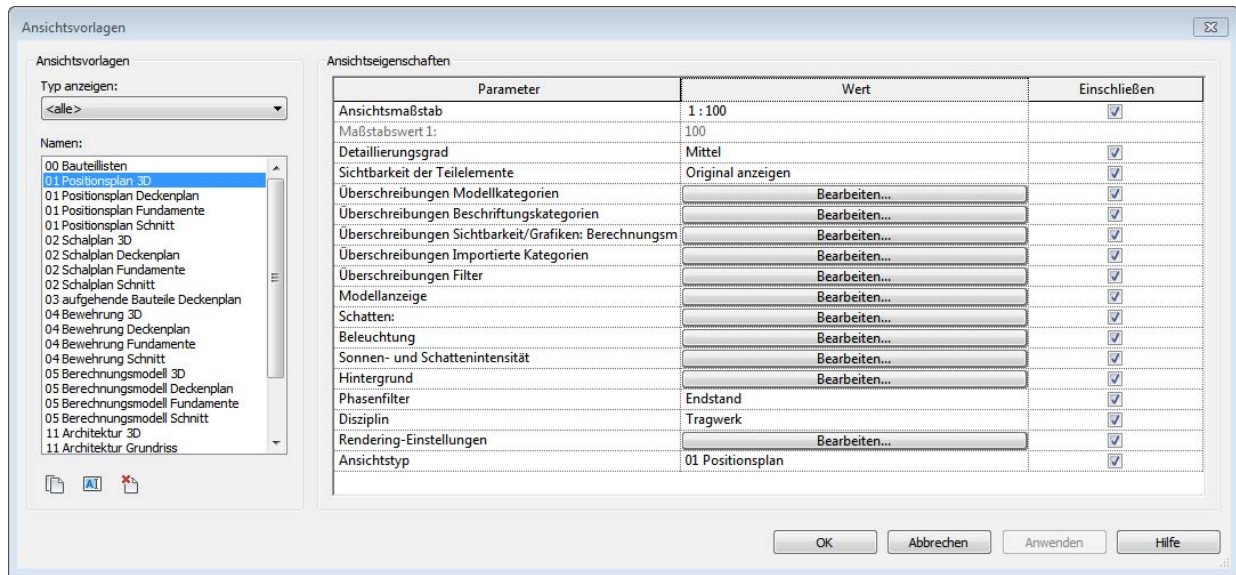 Ansichtsvorlagen
Ansichtsvorlagen
Typ anzeigen:
<alle>
Namen:
00 Bauteillisten
01 Positionsplan 3D
01 Positionsplan Deckenplan
01 Positionsplan Fundamente
01 Positionsplan Schnitt
02 Schalplan 3D
02 Schalplan Deckenplan
02 Schalplan Fundamente
02 Schalplan Schnitt
03 aufgehende Bauteile Deckenplan
04 Bewehrung 3D
04 Bewehrung Deckenplan
04 Bewehrung Fundamente
04 Bewehrung Schnitt
05 Berechnungsmodell 3D
05 Berechnungsmodell Deckenplan
05 Berechnungsmodell Fundamente
05 Berechnungsmodell Schnitt
11 Architektur 3D
11 Architektur Grundriss
AI
Ansichtseigenschaften
Parameter Wert Einschließen
Ansichtsmaßstab 1 : 100
Maßstabswert 1: 100
Detaillierungsgrad Mittel
Sichtbarkeit der Teilelemente Original anzeigen
Überschreibungen Modellkategorien Bearbeiten...
Überschreibungen Beschriftungskategorien Bearbeiten...
Überschreibungen Sichtbarkeit/Grafiken: Berechnungsm Bearbeiten...
Überschreibungen Importierte Kategorien Bearbeiten...
Überschreibungen Filter Bearbeiten...
Modellanzeige Bearbeiten...
Schatten: Bearbeiten...
Beleuchtung Bearbeiten...
Sonnen- und Schattenintensität Bearbeiten...
Hintergrund Bearbeiten...
Phasenfilter Endstand
Disziplin Tragwerk
Rendering-Einstellungen Bearbeiten...
Ansichtstyp 01 Positionsplan
OK Abbrechen Anwenden Hilfe